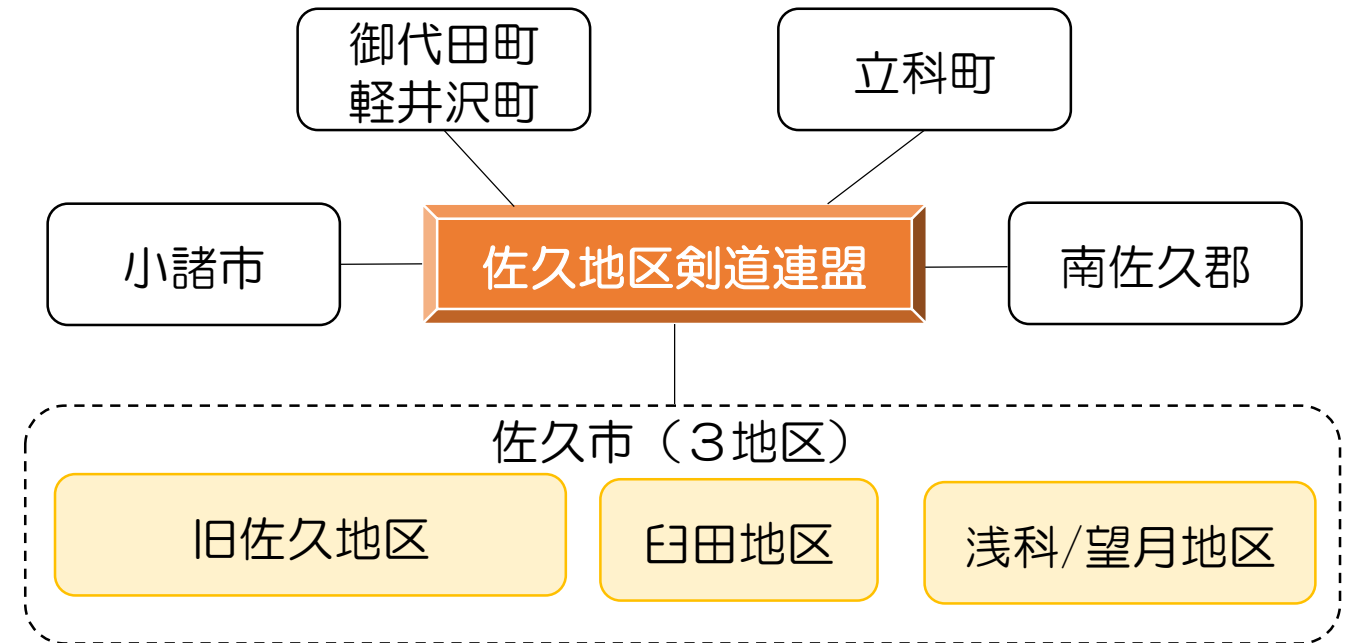 御代田町
軽井沢町
立科町
小諸市
佐久地区剣道連盟
南佐久郡
佐久市（３地区）
旧佐久地区
臼田地区
浅科/望月地区